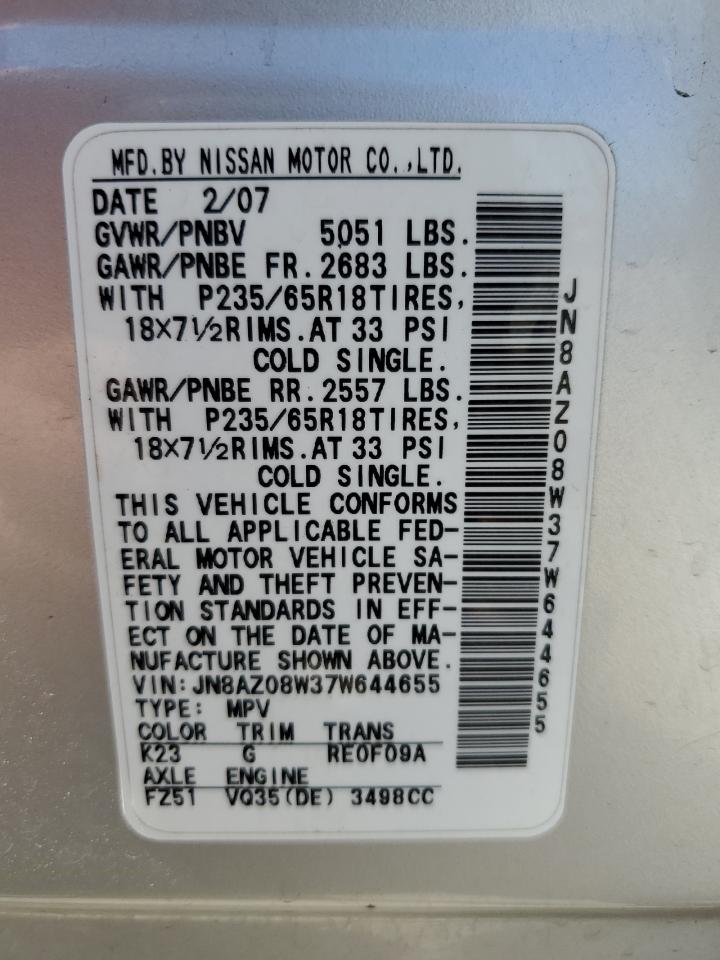 MFD.BY NISSAN MOTOR CO.,LTD.
DATE 2/07
GVWR/PNBV 5051 LBS.
GAWR/PNBE FR.2683 LBS.
WITH P235/65R18TIRES,
18×7½RIMS.AT 33 PSI
COLD SINGLE.
GAWR/PNBE RR.2557 LBS.
WITH P235/65R18TIRES,
18×7½RIMS.AT 33 PSI
COLD SINGLE.
THIS VEHICLE CONFORMS
TO ALL APPLICABLE FED-
ERAL MOTOR VEHICLE SA-
FETY AND THEFT PREVEN-
TION STANDARDS IN EFF-
ECT ON THE DATE OF MA-
NUFACTURE SHOWN ABOVE.
VIN:JN8AZ08W37W644655
TYPE: MPV
COLOR TRIM TRANS
K23 G RE0F09A
AXLE ENGINE
FZ51 VQ35(DE) 3498CC
JN8AZ08W37W644655